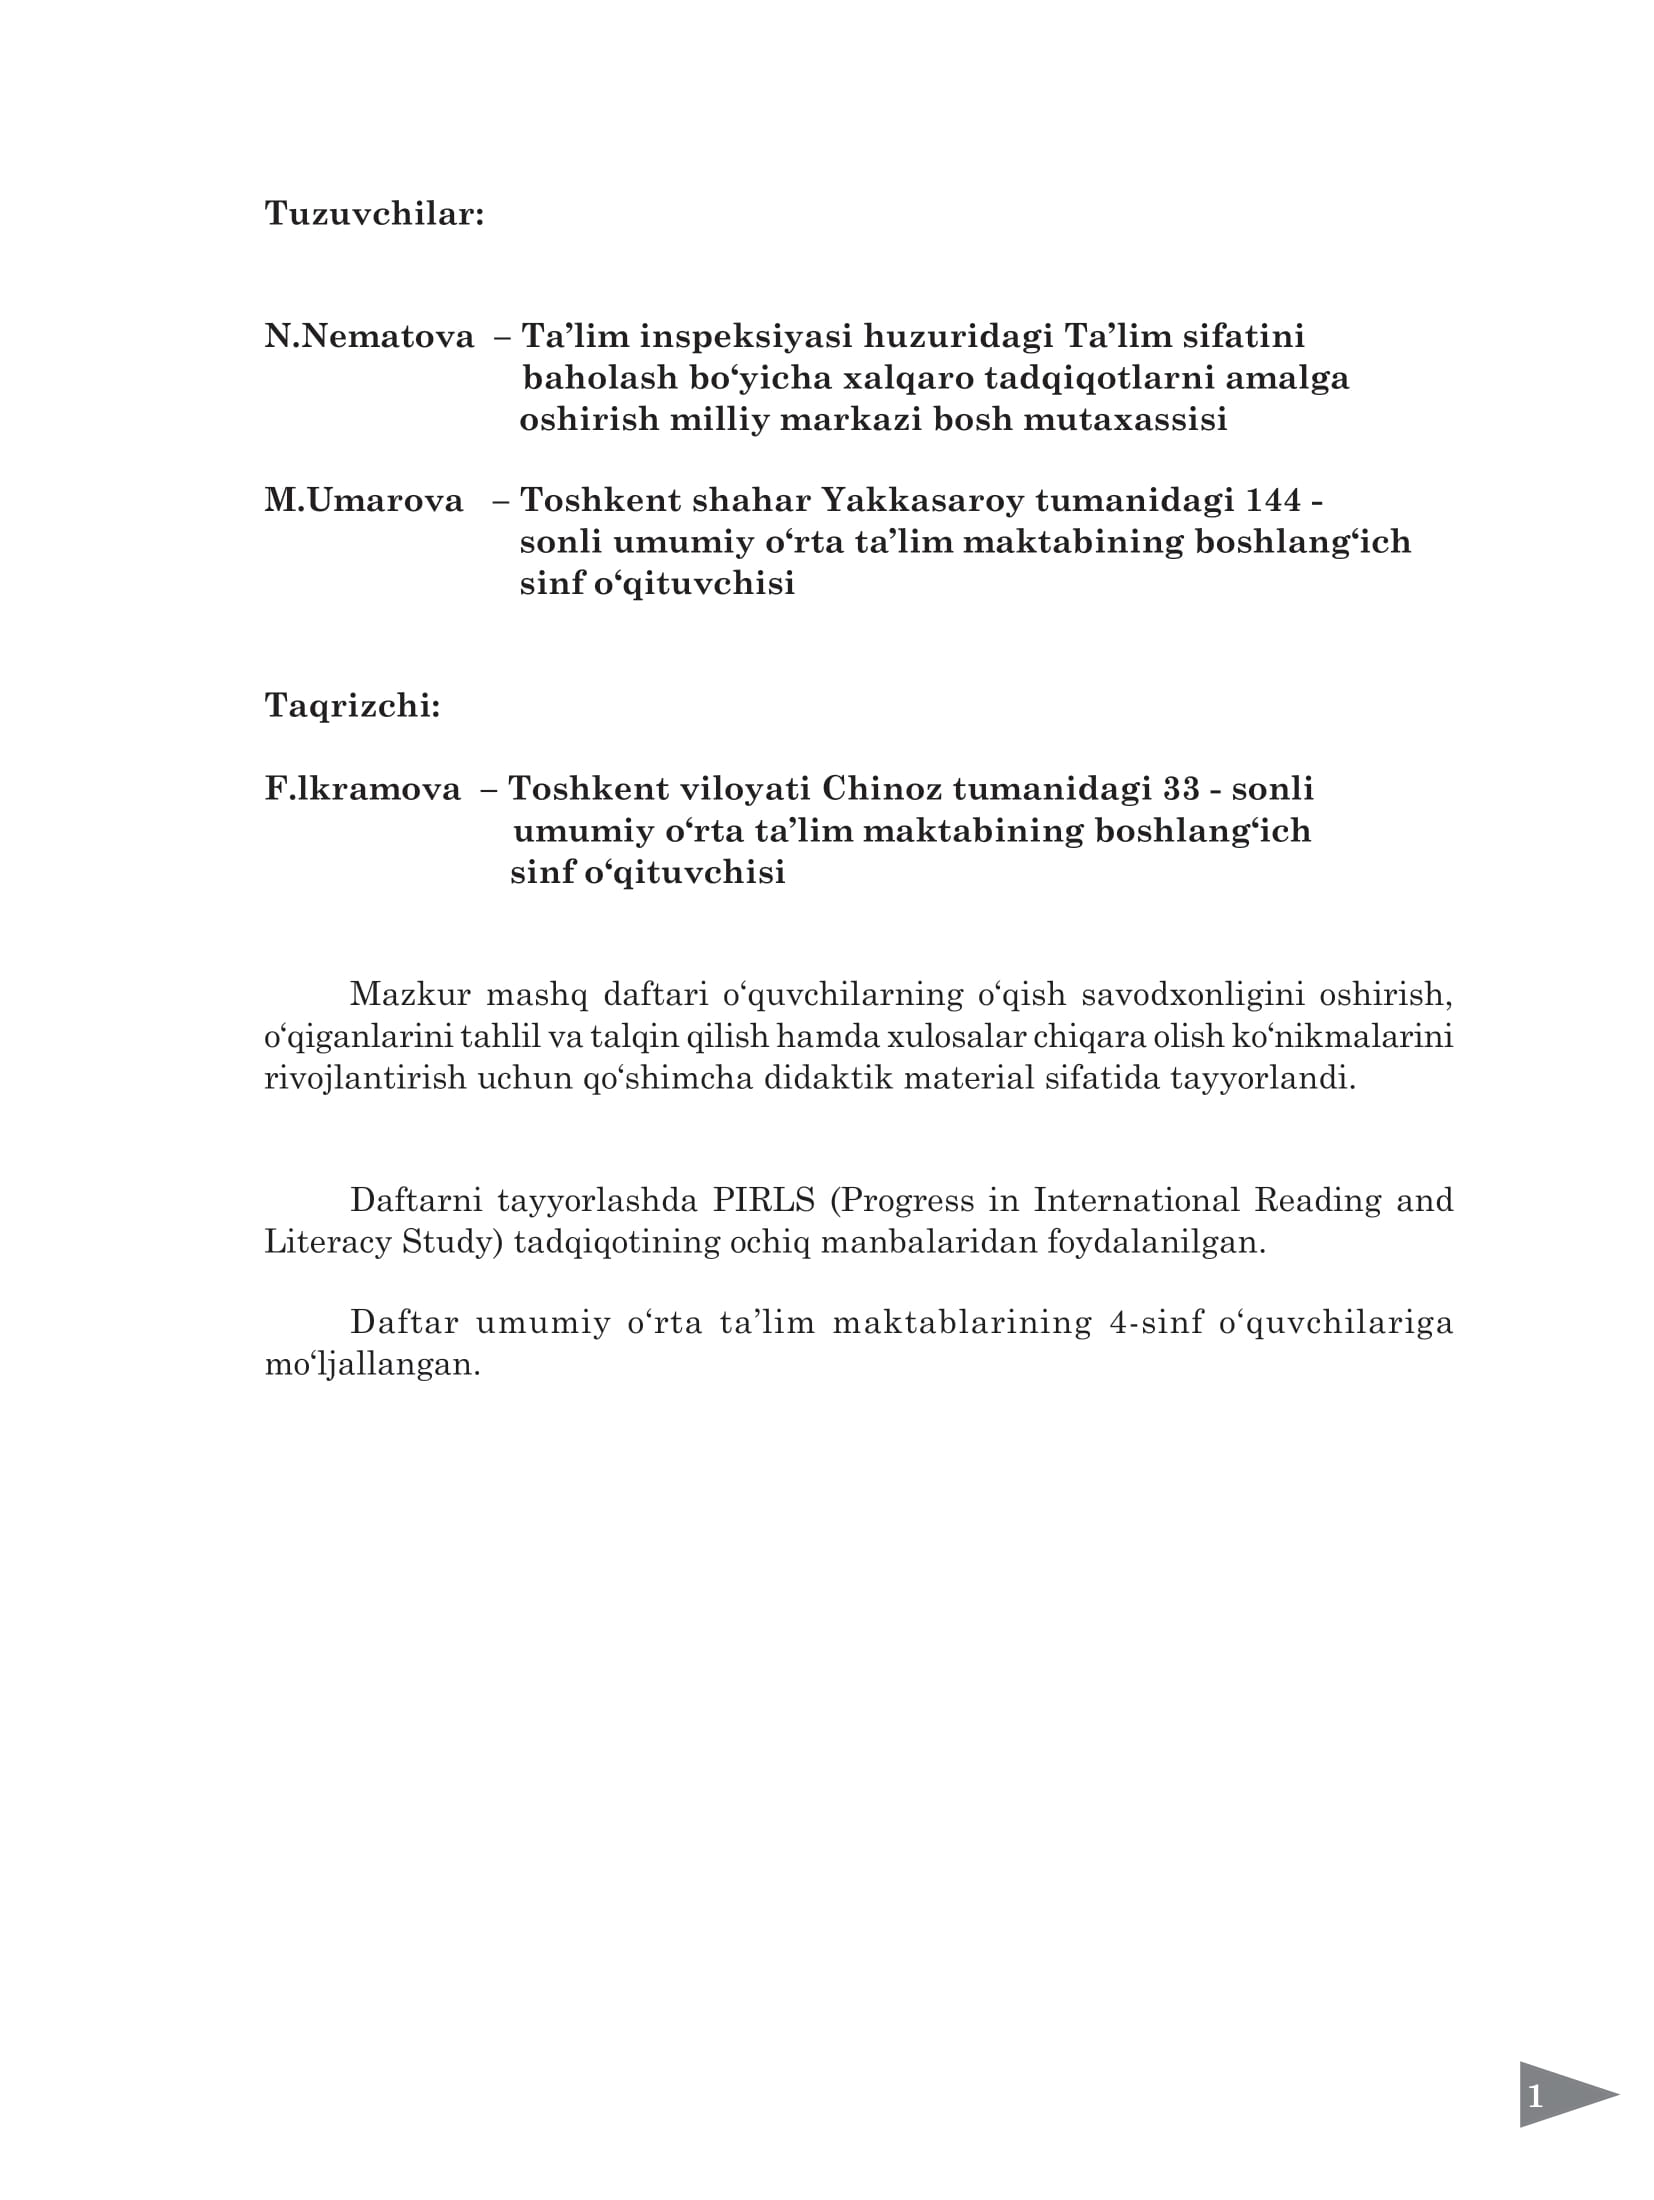 Tuzuvchilar:
N.Nematova – Ta’lim inspeksiyasi huzuridagi Ta’lim sifatini
baholash bo‘yicha xalqaro tadqiqotlarni amalga
oshirish milliy markazi bosh mutaxassisi
M.Umarova – Toshkent shahar Yakkasaroy tumanidagi 144 -
sonli umumiy o‘rta ta’lim maktabining boshlang‘ich
sinf o‘qituvchisi
Taqrizchi:
F.lkramova – Toshkent viloyati Chinoz tumanidagi 33 - sonli
umumiy o‘rta ta’lim maktabining boshlang‘ich
sinf o‘qituvchisi
Mazkur mashq daftari o‘quvchilarning o‘qish savodxonligini oshirish,
o‘qiganlarini tahlil va talqin qilish hamda xulosalar chiqara olish ko‘nikmalarini
rivojlantirish uchun qo‘shimcha didaktik material sifatida tayyorlandi.
Daftarni tayyorlashda PIRLS (Progress in International Reading and
Literacy Study) tadqiqotining ochiq manbalaridan foydalanilgan.
Daftar umumiy o‘rta ta’lim maktablarining 4-sinf o‘quvchilariga
mo‘ljallangan.
1